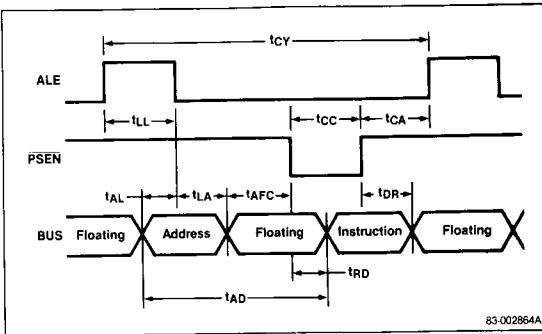 tCY
ALE
tLL
tCC
tCA
PSEN
tAL
tLA
tAFC
tDR
BUS Floating Address Floating Instruction Floating
tRD
tAD
83-002864A